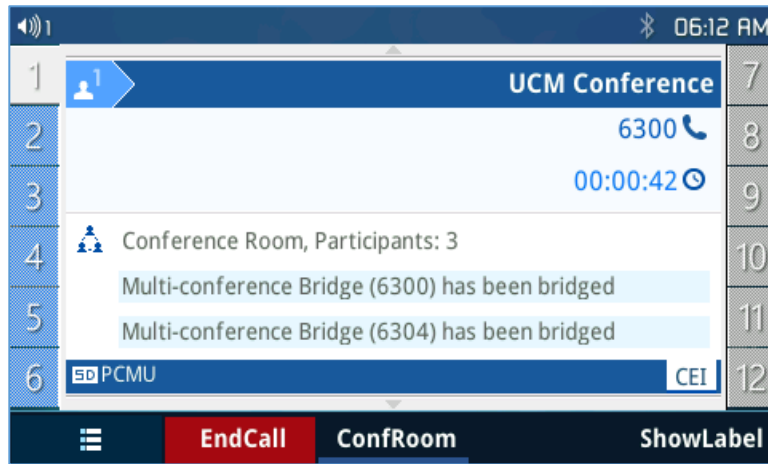 1 06:12 AM
1 1 UCM Conference 7
2 6300 8
3 00:00:42 9
4 Conference Room, Participants: 3 10
Multi-conference Bridge (6300) has been bridged
5 Multi-conference Bridge (6304) has been bridged 11
6 SD PCMU CEI 12
EndCall ConfRoom ShowLabel